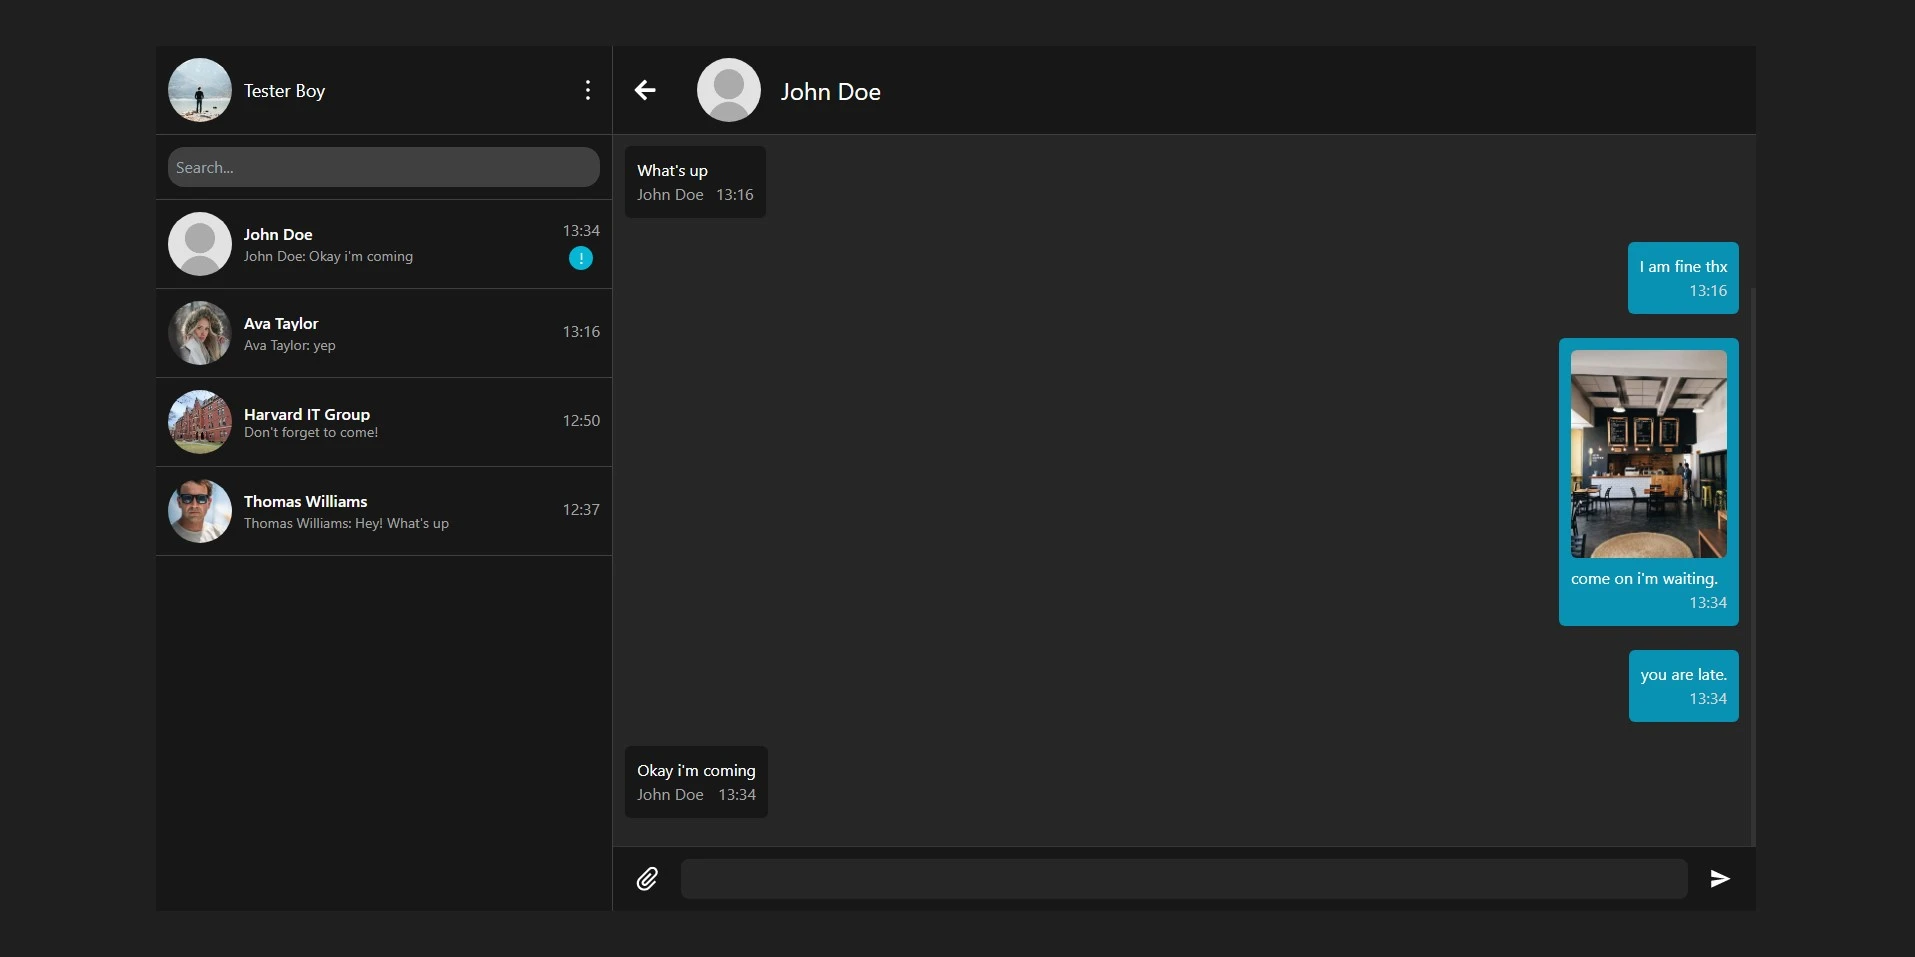 Tester Boy
Search...
John Doe
13:34
John Doe: Okay i'm coming
!
Ava Taylor
13:16
Ava Taylor: yep
Harvard IT Group
12:50
Don't forget to come!
Thomas Williams
12:37
Thomas Williams: Hey! What's up
John Doe
What's up
John Doe 13:16
I am fine thx
13:16
come on i'm waiting.
13:34
you are late.
13:34
Okay i'm coming
John Doe 13:34